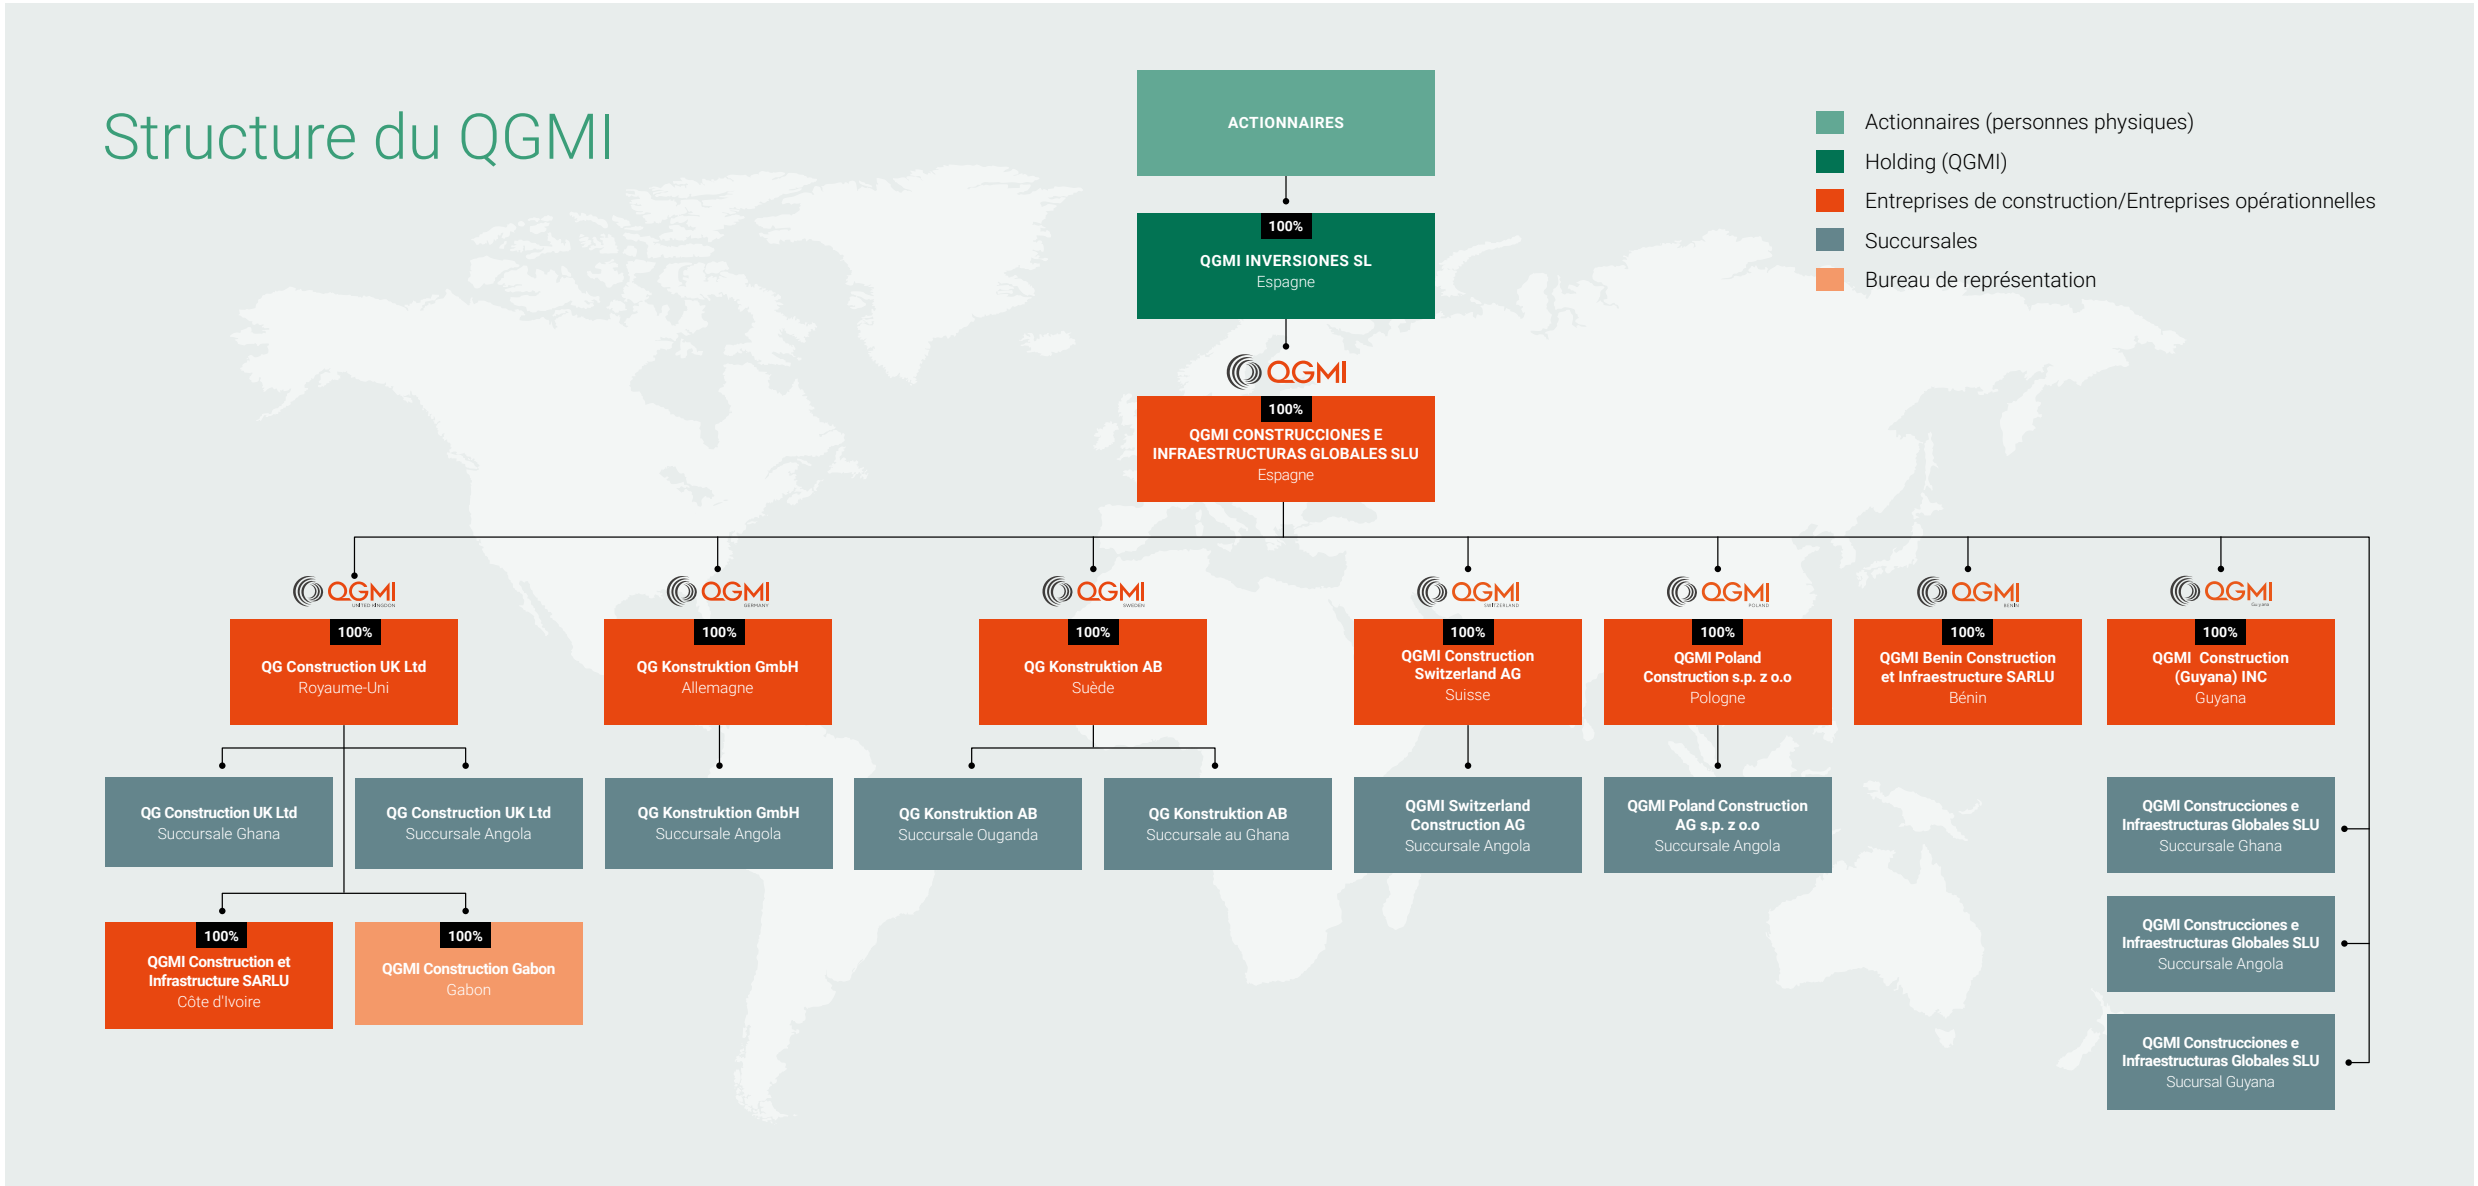 Structure du QGMI
ACTIONNAIRES
Actionnaires (personnes physiques)
Holding (QGMI)
Entreprises de construction/Entreprises opérationnelles
Succursales
Bureau de représentation
100%
QGMI INVERSIONES SL
Espagne
QGMI
100%
QGMI CONSTRUCCIONES E
INFRAESTRUCTURAS GLOBALES SLU
Espagne
QGMI
UNITED KINGDON
100%
QG Construction UK Ltd
Royaume-Uni
QGMI
GERMANY
100%
QG Konstruktion GmbH
Allemagne
QGMI
SWEDEN
100%
QG Konstruktion AB
Suède
QGMI
SWITZERLAND
100%
QGMI Construction
Switzerland AG
Suisse
QGMI
POLAND
100%
QGMI Poland
Construction s.p. z o.o
Pologne
QGMI
BENÍN
100%
QGMI Benin Construction
et Infraestructure SARLU
Bénin
QGMI
Guyana
100%
QGMI Construction
(Guyana) INC
Guyana
QG Construction UK Ltd
Succursale Ghana
QG Construction UK Ltd
Succursale Angola
QG Konstruktion GmbH
Succursale Angola
QG Konstruktion AB
Succursale Ouganda
QG Konstruktion AB
Succursale au Ghana
QGMI Switzerland
Construction AG
Succursale Angola
QGMI Poland Construction
AG s.p. z o.o
Succursale Angola
QGMI Construcciones e
Infraestructuras Globales SLU
Succursale Ghana
100%
QGMI Construction et
Infrastructure SARLU
Côte d'Ivoire
100%
QGMI Construction Gabon
Gabon
QGMI Construcciones e
Infraestructuras Globales SLU
Succursale Angola
QGMI Construcciones e
Infraestructuras Globales SLU
Sucursal Guyana